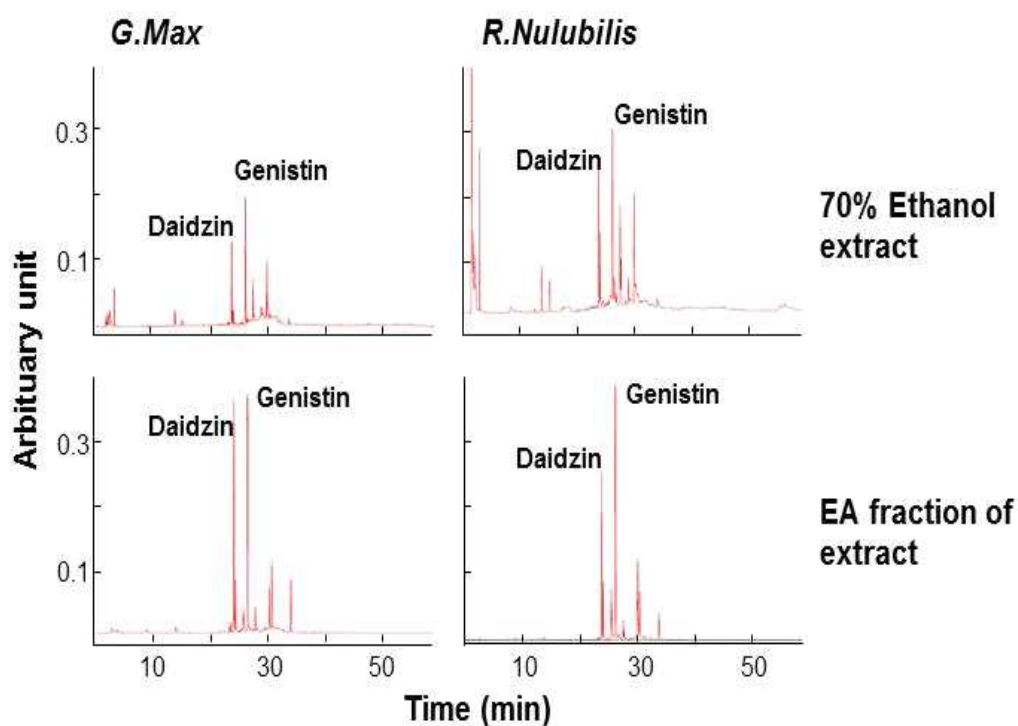 G.Max
R.Nulubilis
0.3
0.1
Daidzin
Genistin
Daidzin
Genistin
70% Ethanol
extract
Arbituary unit
0.3
0.1
Daidzin
Genistin
Daidzin
Genistin
EA fraction of
extract
10 30 50
10 30 50
Time (min)